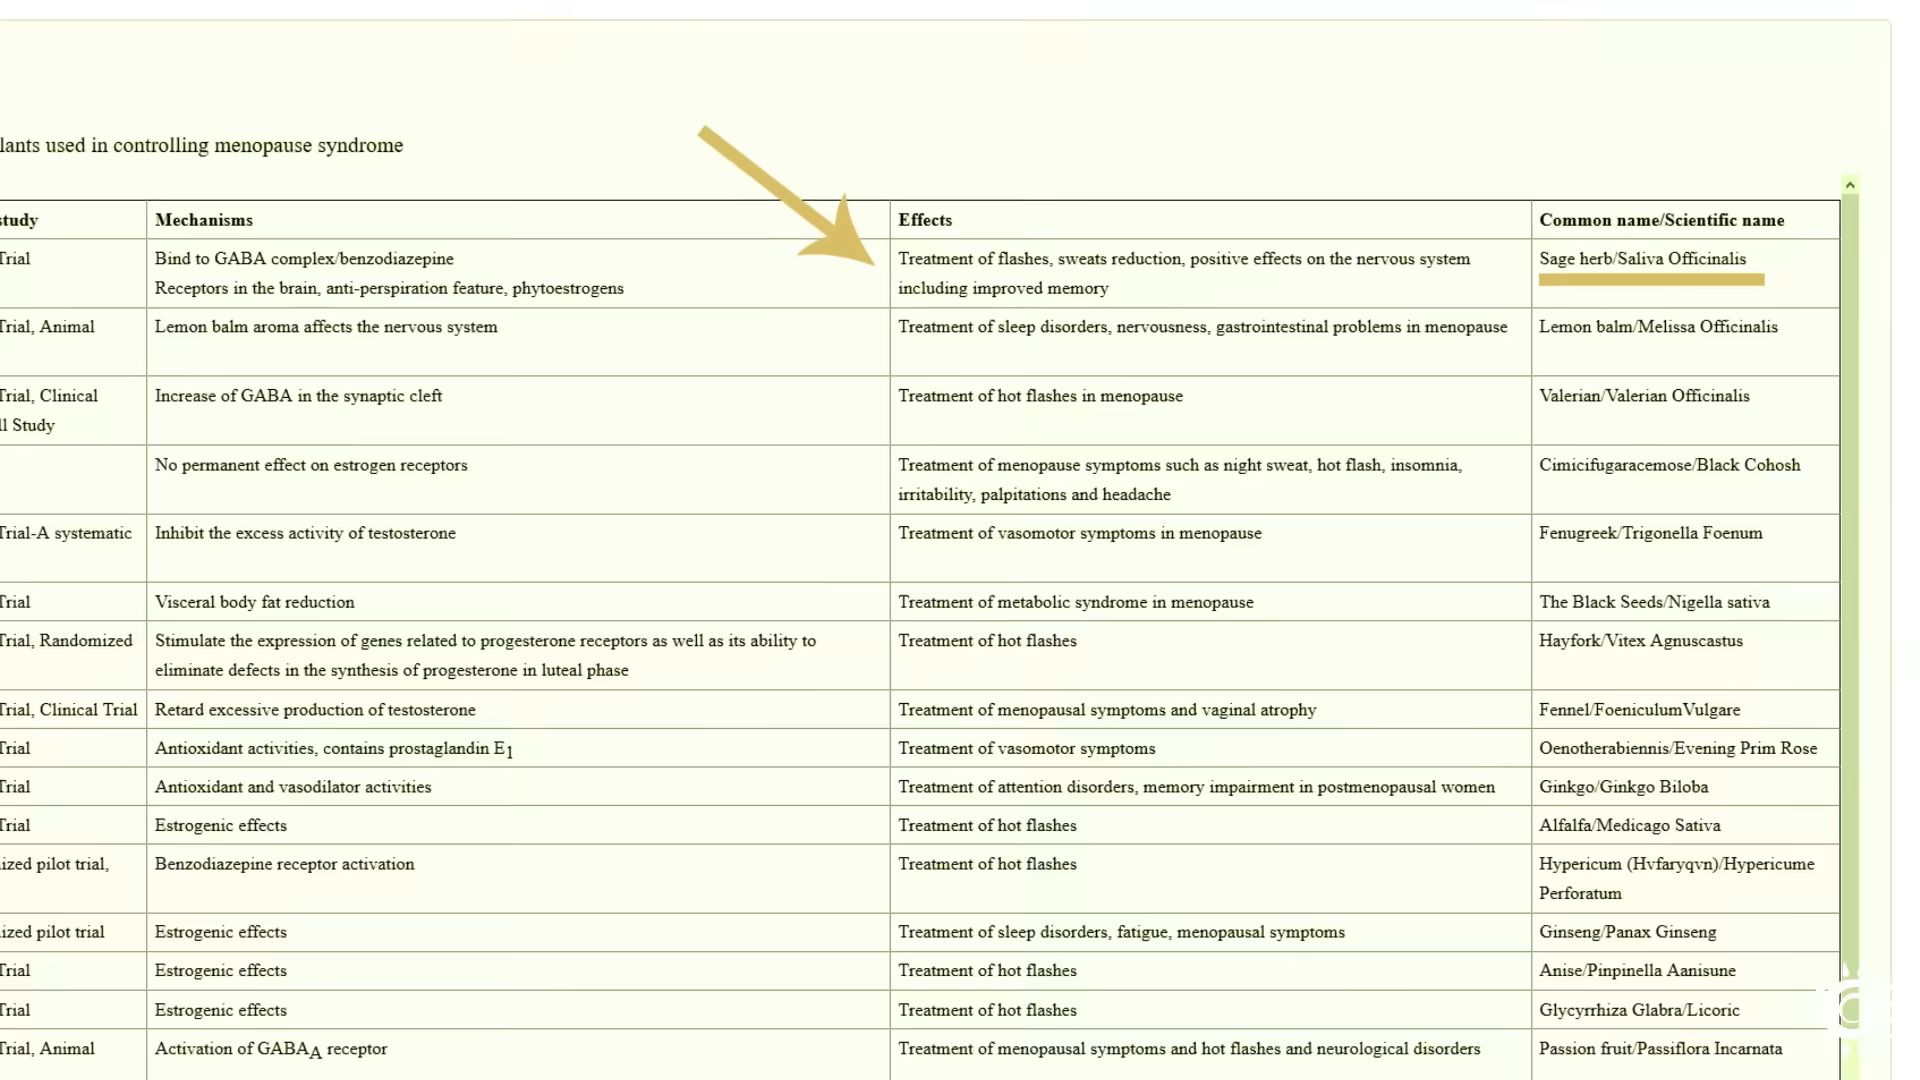 lants used in controlling menopause syndrome
study Mechanisms Effects Common name/Scientific name
Trial Bind to GABA complex/benzodiazepine Treatment of flashes, sweats reduction, positive effects on the nervous system Sage herb/Saliva Officinalis
Receptors in the brain, anti-perspiration feature, phytoestrogens including improved memory
Trial, Animal Lemon balm aroma affects the nervous system Treatment of sleep disorders, nervousness, gastrointestinal problems in menopause Lemon balm/Melissa Officinalis
Trial, Clinical Increase of GABA in the synaptic cleft Treatment of hot flashes in menopause Valerian/Valerian Officinalis
ll Study
No permanent effect on estrogen receptors Treatment of menopause symptoms such as night sweat, hot flash, insomnia, Cimicifugaracemose/Black Cohosh
irritability, palpitations and headache
Trial-A systematic Inhibit the excess activity of testosterone Treatment of vasomotor symptoms in menopause Fenugreek/Trigonella Foenum
Trial Visceral body fat reduction Treatment of metabolic syndrome in menopause The Black Seeds/Nigella sativa
Trial, Randomized Stimulate the expression of genes related to progesterone receptors as well as its ability to Treatment of hot flashes Hayfork/Vitex Agnuscastus
eliminate defects in the synthesis of progesterone in luteal phase
Trial, Clinical Trial Retard excessive production of testosterone Treatment of menopausal symptoms and vaginal atrophy Fennel/FoeniculumVulgare
Trial Antioxidant activities, contains prostaglandin E1 Treatment of vasomotor symptoms Oenotherabiennis/Evening Prim Rose
Trial Antioxidant and vasodilator activities Treatment of attention disorders, memory impairment in postmenopausal women Ginkgo/Ginkgo Biloba
Trial Estrogenic effects Treatment of hot flashes Alfalfa/Medicago Sativa
ized pilot trial, Benzodiazepine receptor activation Treatment of hot flashes Hypericum (Hvfaryqvn)/Hypericume
Perforatum
ized pilot trial Estrogenic effects Treatment of sleep disorders, fatigue, menopausal symptoms Ginseng/Panax Ginseng
Trial Estrogenic effects Treatment of hot flashes Anise/Pinpinella Aanisune
Trial Estrogenic effects Treatment of hot flashes Glycyrrhiza Glabra/Licoric
Trial, Animal Activation of GABAA receptor Treatment of menopausal symptoms and hot flashes and neurological disorders Passion fruit/Passiflora Incarnata